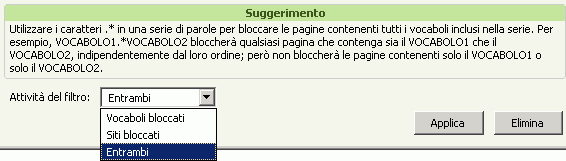 Suggerimento
Utilizzare i caratteri .* in una serie di parole per bloccare le pagine contenenti tutti i vocaboli inclusi nella serie. Per
esempio, VOCABOLO1.*VOCABOLO2 bloccherà qualsiasi pagina che contenga sia il VOCABOLO1 che il
VOCABOLO2, indipendentemente dal loro ordine; però non bloccherà le pagine contenenti solo il VOCABOLO1 o
solo il VOCABOLO2.
Attività del filtro: Entrambi
Vocaboli bloccati
Siti bloccati
Entrambi
Applica Elimina